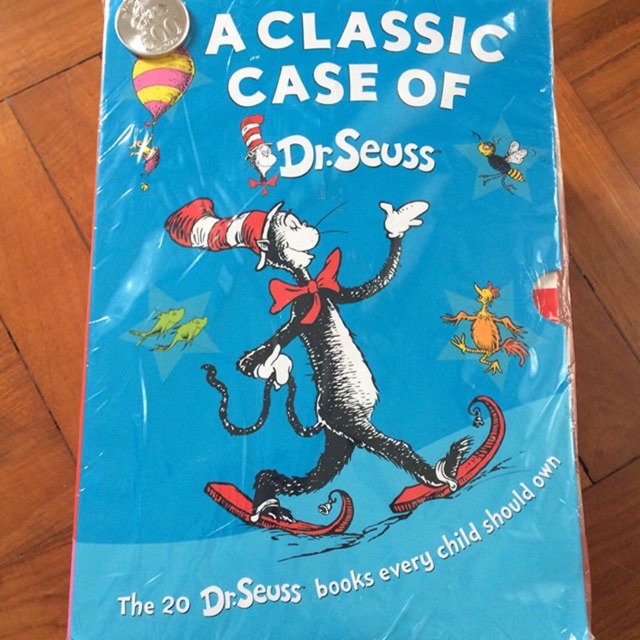 A CLASSIC
CASE OF
Dr. Seuss
The 20 Dr. Seuss books every child should own